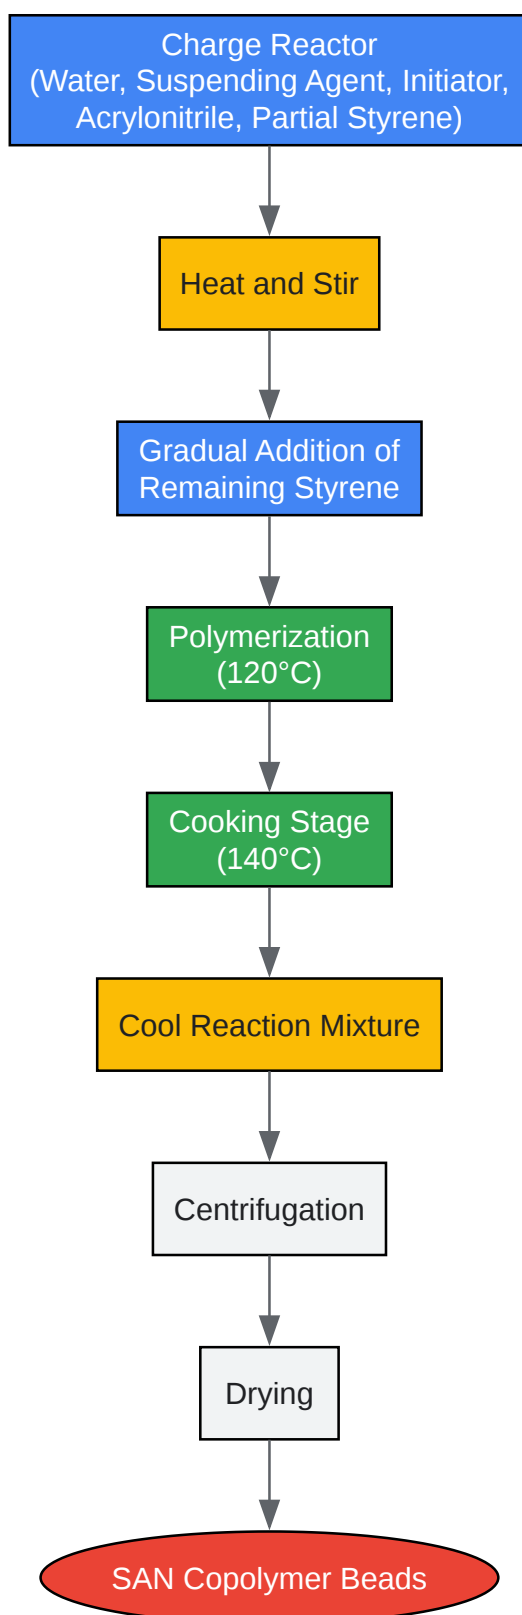 Charge Reactor
(Water, Suspending Agent, Initiator,
Acrylonitrile, Partial Styrene)
Heat and Stir
Gradual Addition of
Remaining Styrene
Polymerization
(120°C)
Cooking Stage
(140°C)
Cool Reaction Mixture
Centrifugation
Drying
SAN Copolymer Beads